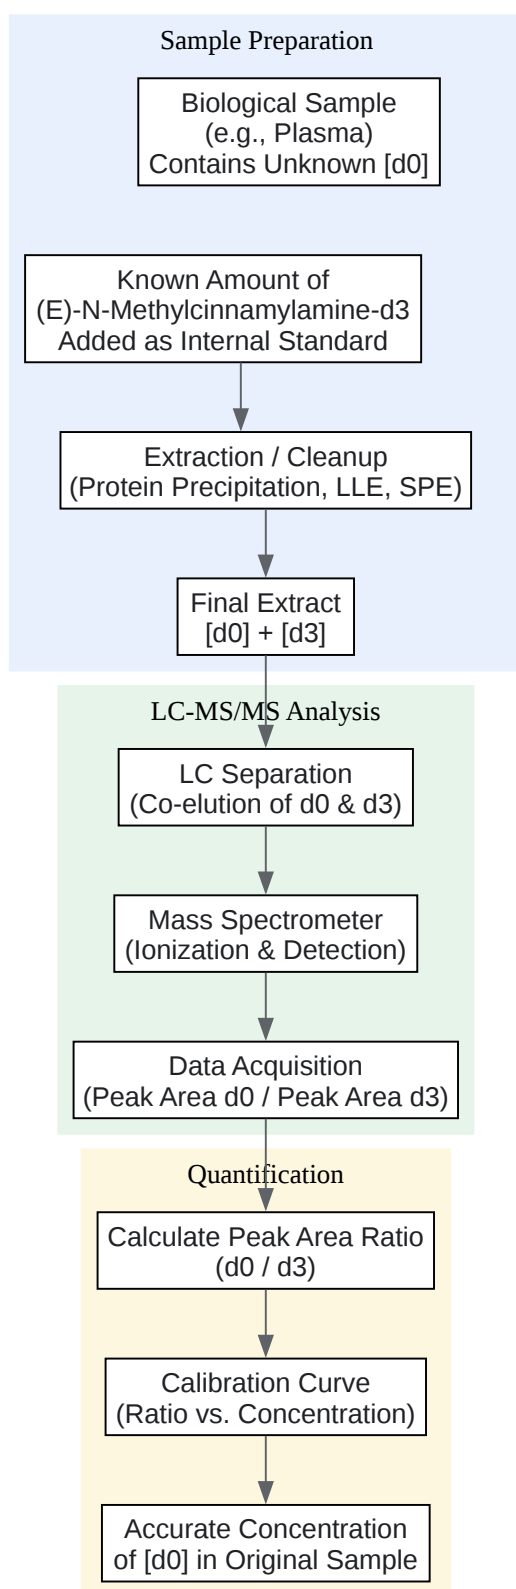 Sample Preparation
Biological Sample
(e.g., Plasma)
Contains Unknown [d0]
Known Amount of
(E)-N-Methylcinnamylamine-d3
Added as Internal Standard
Extraction / Cleanup
(Protein Precipitation, LLE, SPE)
Final Extract
[d0] + [d3]
LC-MS/MS Analysis
LC Separation
(Co-elution of d0 & d3)
Mass Spectrometer
(Ionization & Detection)
Data Acquisition
(Peak Area d0 / Peak Area d3)
Quantification
Calculate Peak Area Ratio
(d0 / d3)
Calibration Curve
(Ratio vs. Concentration)
Accurate Concentration
of [d0] in Original Sample